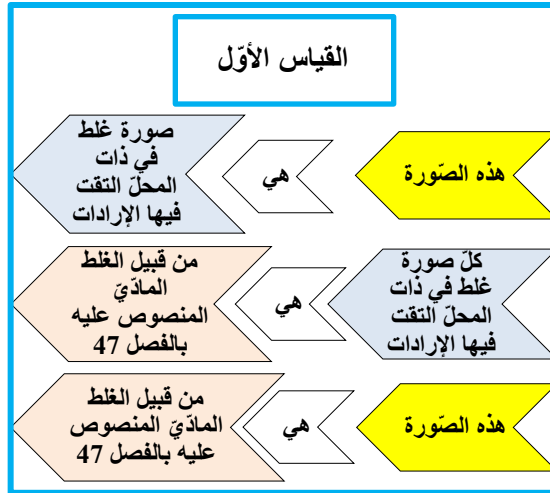 القياس الأوّل
هذه الصّورة
هي
صورة غلط
في ذات
المحلّ التقت
فيها الإرادات
كلّ صورة
غلط في ذات
المحلّ التقت
فيها الإرادات
هي
من قبيل الغلط
المادّيّ
المنصوص عليه
بالفصل 47
هذه الصّورة
هي
من قبيل الغلط
المادّيّ المنصوص
عليه بالفصل 47